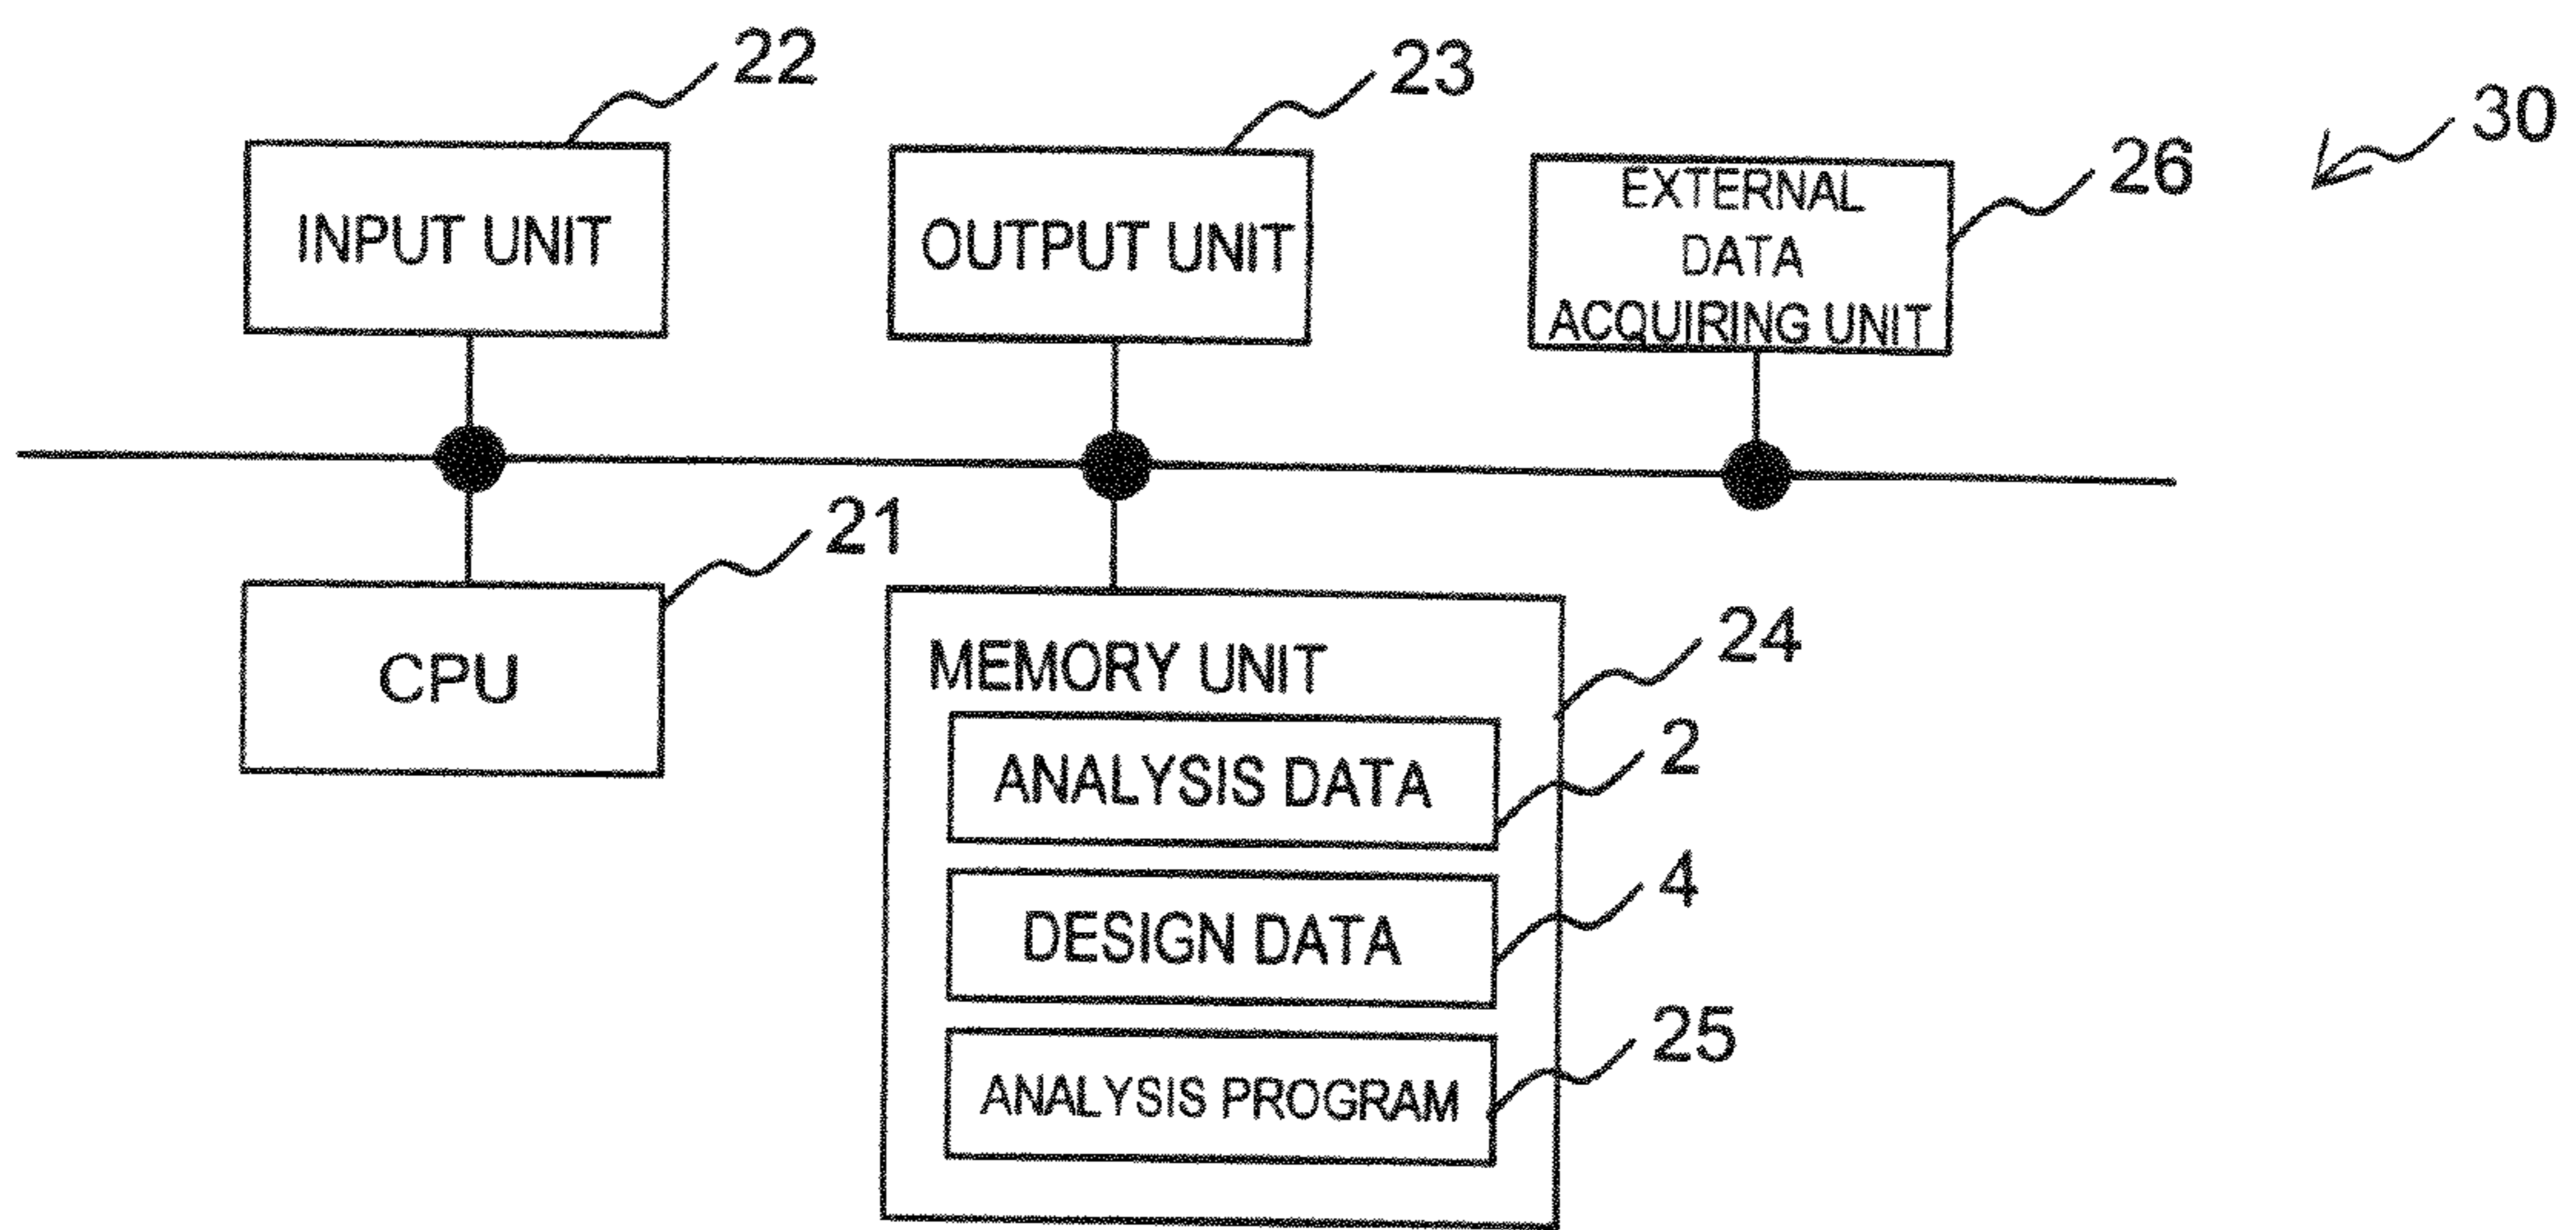 22
23
30
26
INPUT UNIT
OUTPUT UNIT
EXTERNAL
DATA
ACQUIRING UNIT
21
CPU
24
MEMORY UNIT
2
ANALYSIS DATA
4
DESIGN DATA
25
ANALYSIS PROGRAM